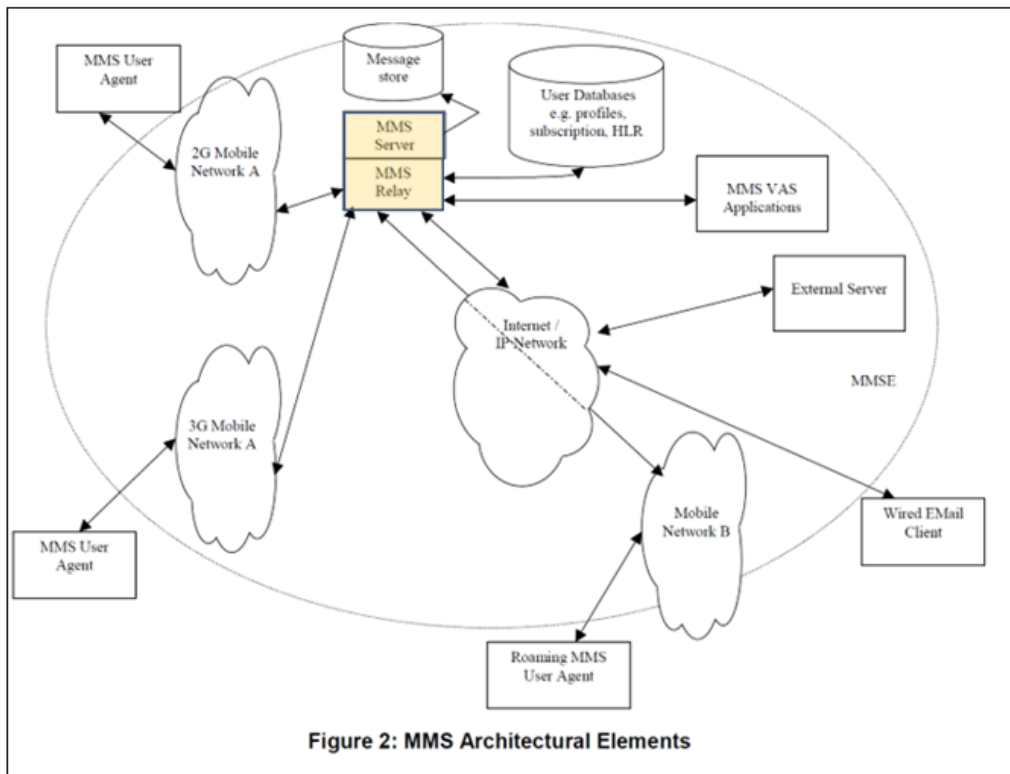 MMS User
Agent
Message
store
User Databases
e.g. profiles,
subscription, HLR
MMS
Server
MMS
Relay
2G Mobile
Network A
MMS VAS
Applications
External Server
Internet /
IP Network
MMSE
3G Mobile
Network A
MMS User
Agent
Mobile
Network B
Wired EMail
Client
Roaming MMS
User Agent
Figure 2: MMS Architectural Elements